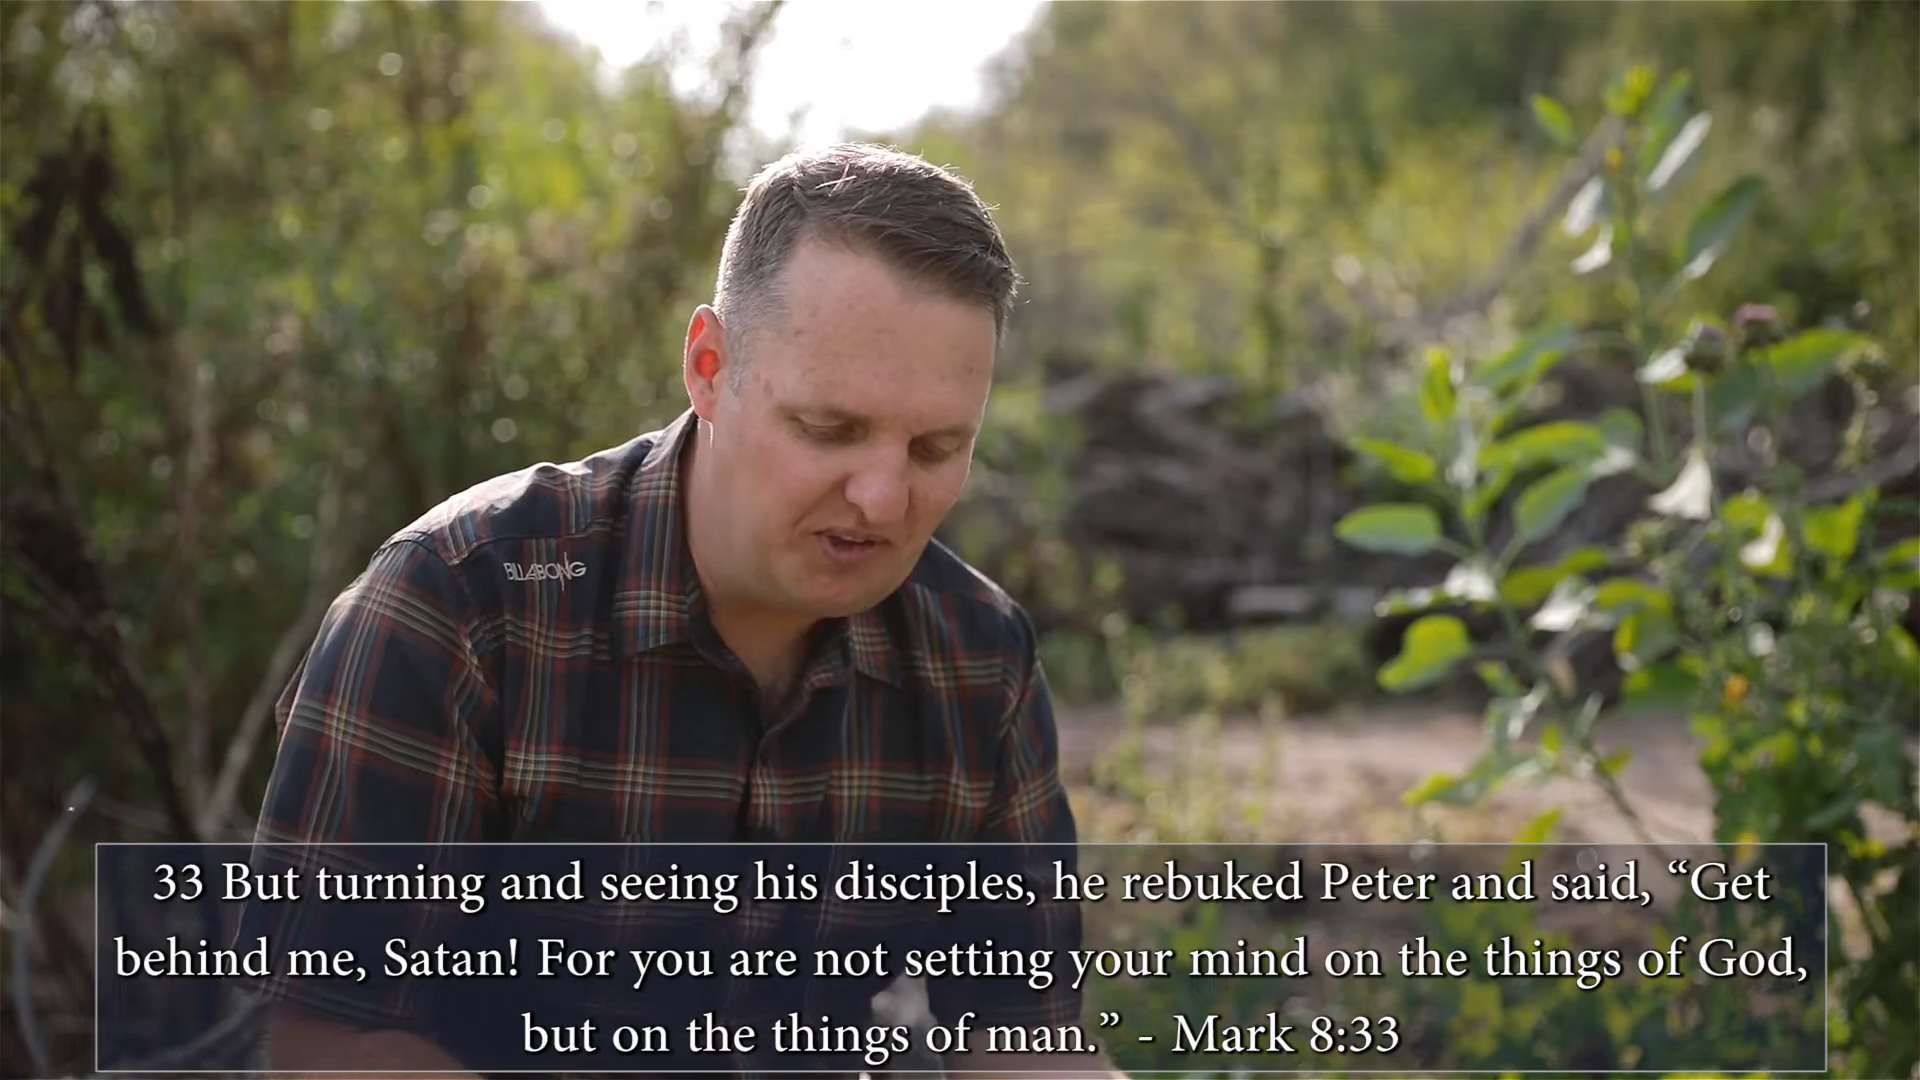 BILLABONG
33 But turning and seeing his disciples, he rebuked Peter and said, “Get
behind me, Satan! For you are not setting your mind on the things of God,
but on the things of man.” - Mark 8:33